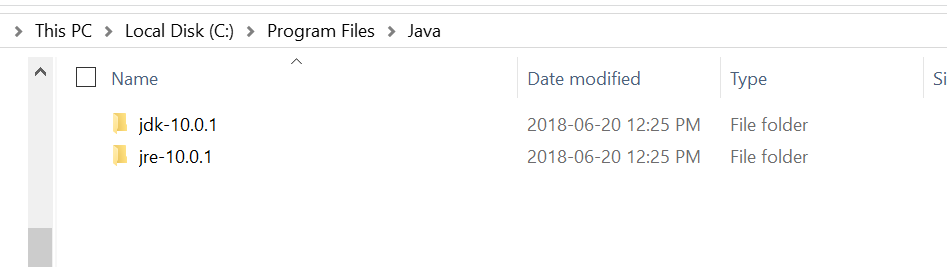 This PC > Local Disk (C:) > Program Files > Java
Name Date modified Type Si
jdk-10.0.1 2018-06-20 12:25 PM File folder
jre-10.0.1 2018-06-20 12:25 PM File folder